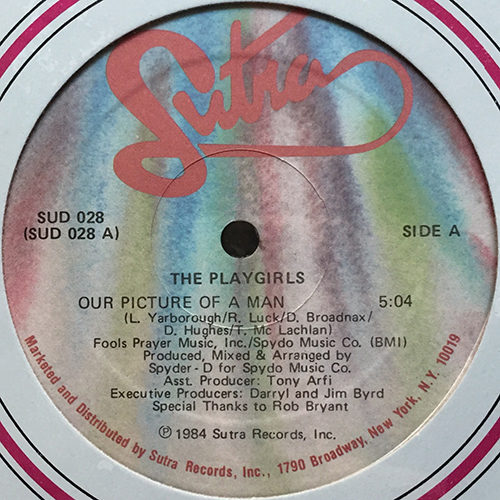 Sutra
SUD 028
(SUD 028 A)
SIDE A
THE PLAYGIRLS
OUR PICTURE OF A MAN 5:04
(L. Yarborough/R. Luck/D. Broadnax/
D. Hughes/T. Mc Lachlan)
Fools Prayer Music, Inc./Spydo Music Co. (BMI)
Produced, Mixed & Arranged by
Spyder - D for Spydo Music Co.
Asst. Producer: Tony Arfi
Executive Producers: Darryl and Jim Byrd
Special Thanks to Rob Bryant
Ⓟ 1984 Sutra Records, Inc.
Marketed and Distributed by Sutra Records, Inc., 1790 Broadway, New York, N.Y. 10019